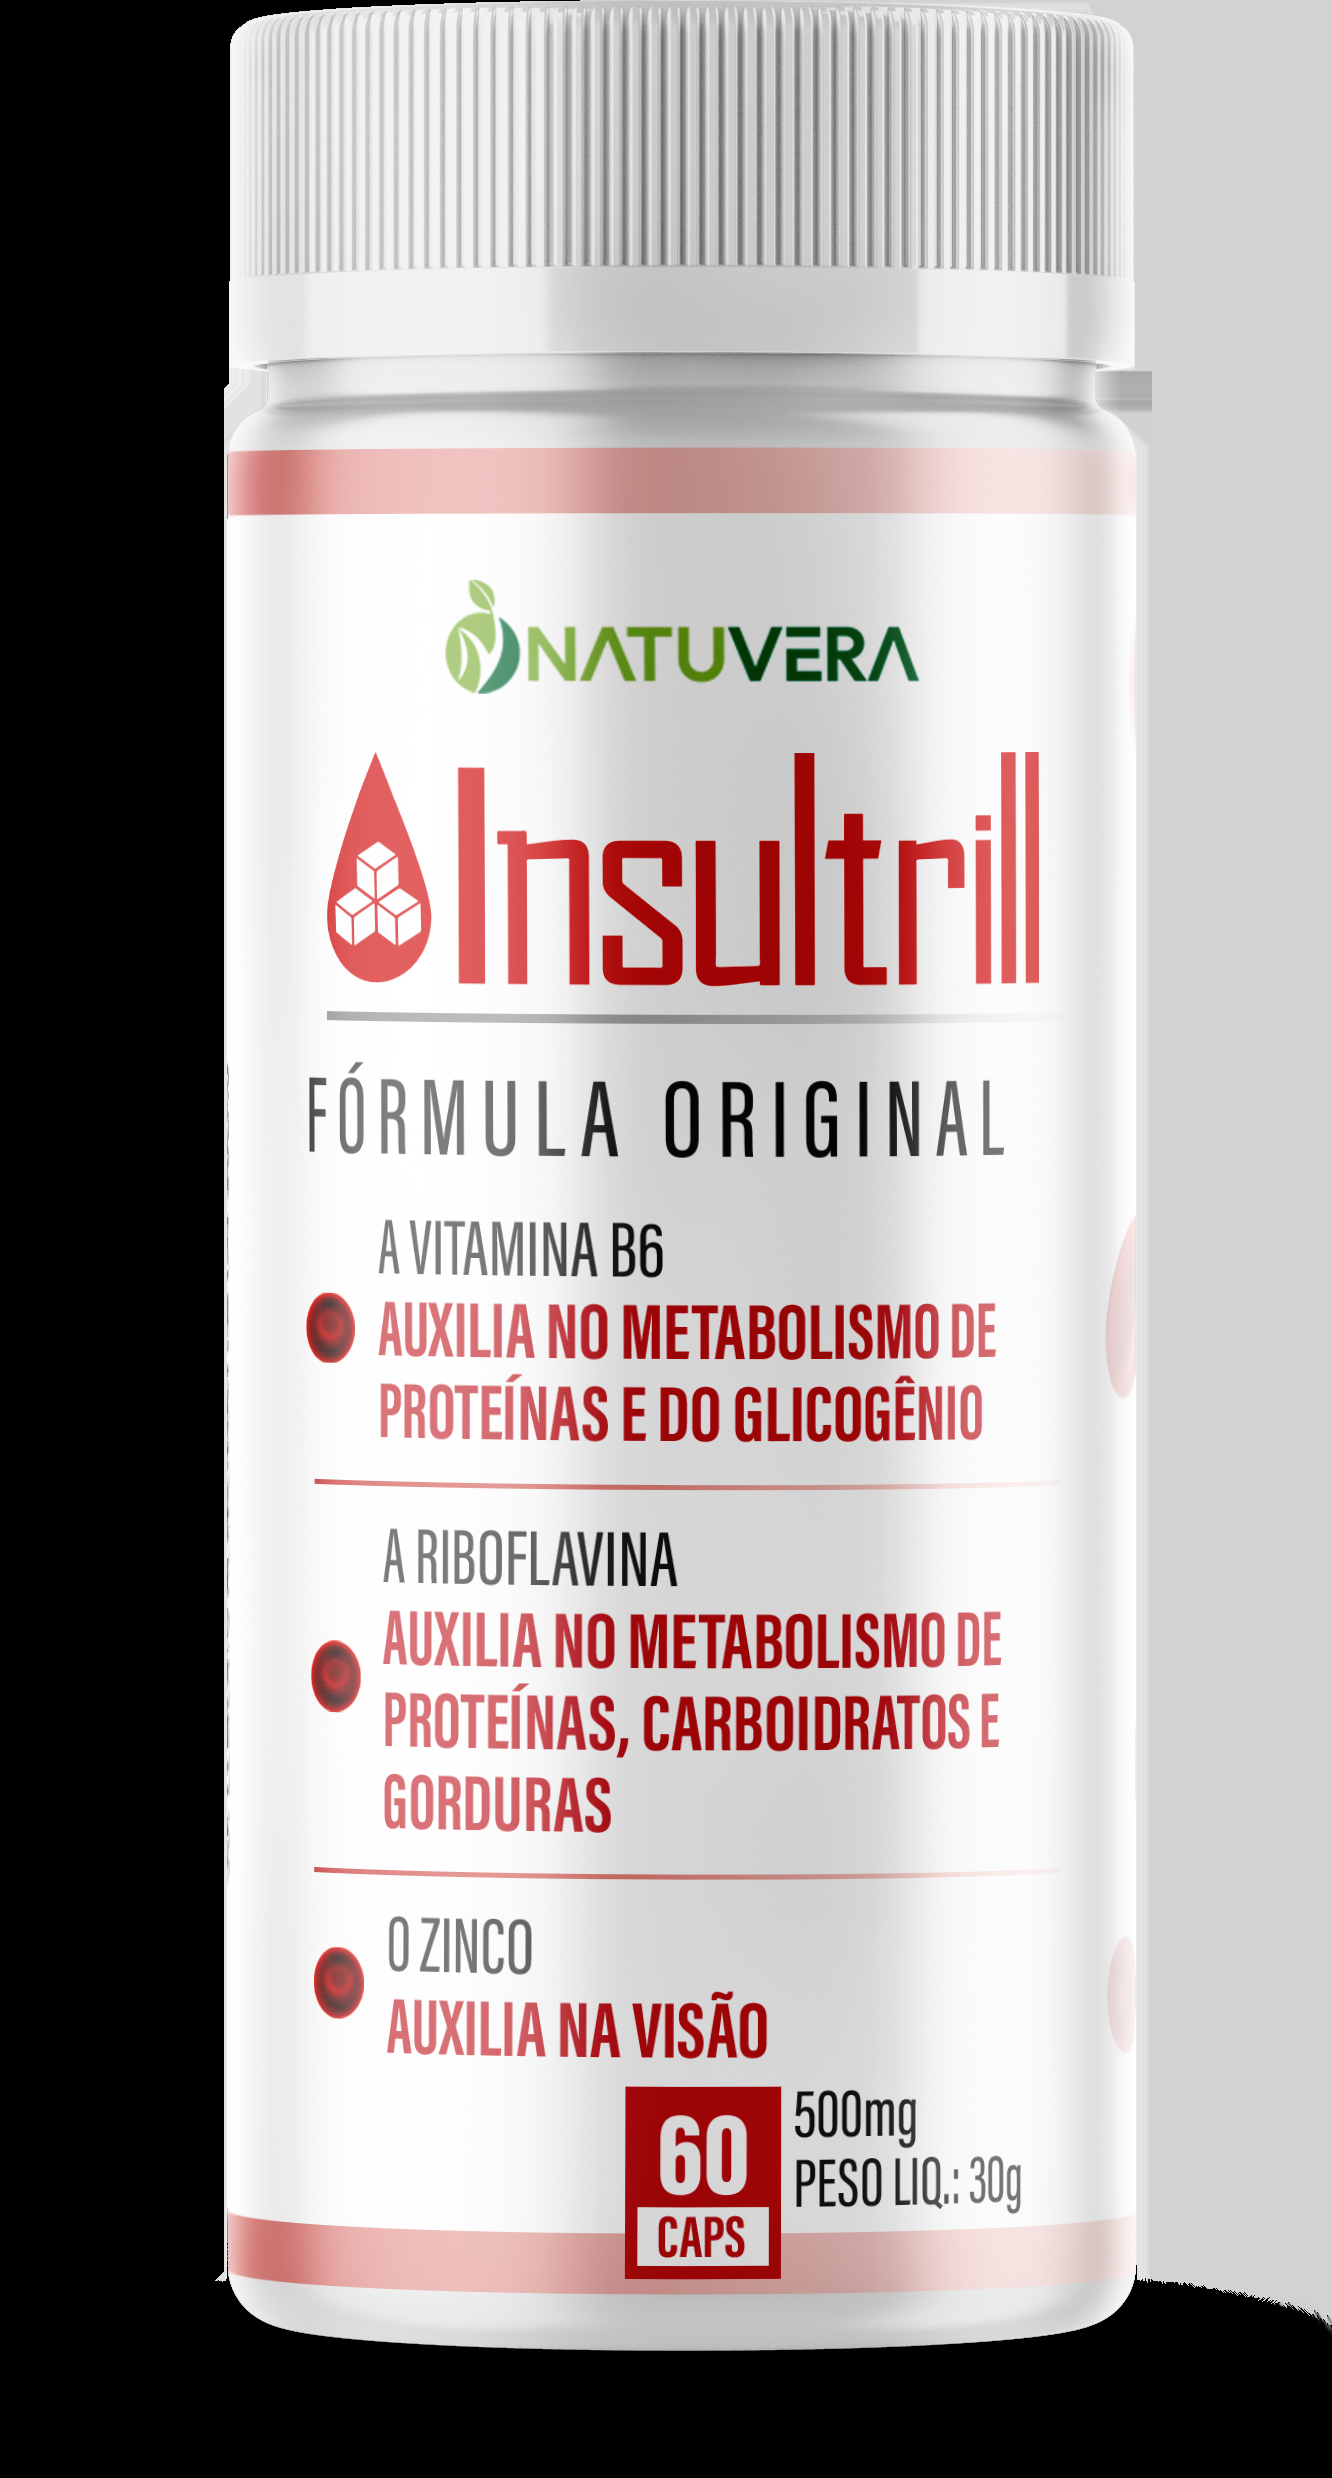 NATUVERA
Insultrill
FÓRMULA ORIGINAL
A VITAMINA B6
AUXILIA NO METABOLISMO DE
PROTEÍNAS E DO GLICOGÊNIO
A RIBOFLAVINA
AUXILIA NO METABOLISMO DE
PROTEÍNAS, CARBOIDRATOS E
GORDURAS
O ZINCO
AUXILIA NA VISÃO
60
CAPS
500mg
PESO LIQ.: 30g